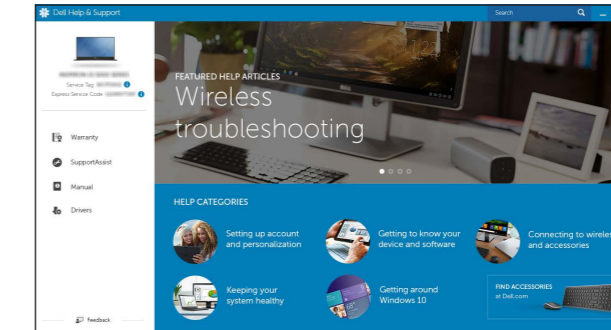 Dell Help & Support
Search
Service Tag:
Express Service Code:
Warranty
SupportAssist
Manual
Drivers
Feedback
FEATURED HELP ARTICLES
Wireless
troubleshooting
HELP CATEGORIES
Setting up account
and personalization
Getting to know your
device and software
Connecting to wireles
and accessories
Keeping your
system healthy
Getting around
Windows 10
FIND ACCESSORIES
at Dell.com